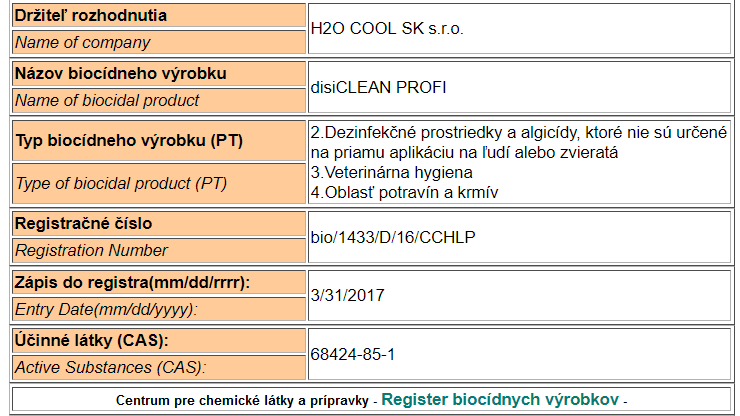 Držiteľ rozhodnutia
Name of company
H2O COOL SK s.r.o.
Názov biocídneho výrobku
Name of biocidal product
disiCLEAN PROFI
Typ biocídneho výrobku (PT)
Type of biocidal product (PT)
2.Dezinfekčné prostriedky a algicídy, ktoré nie sú určené
na priamu aplikáciu na ľudí alebo zvieratá
3.Veterinárna hygiena
4.Oblasť potravín a krmív
Registračné číslo
Registration Number
bio/1433/D/16/CCHLP
Zápis do registra(mm/dd/rrrr):
Entry Date(mm/dd/yyyy):
3/31/2017
Účinné látky (CAS):
Active Substances (CAS):
68424-85-1
Centrum pre chemické látky a prípravky - Register biocídnych výrobkov -